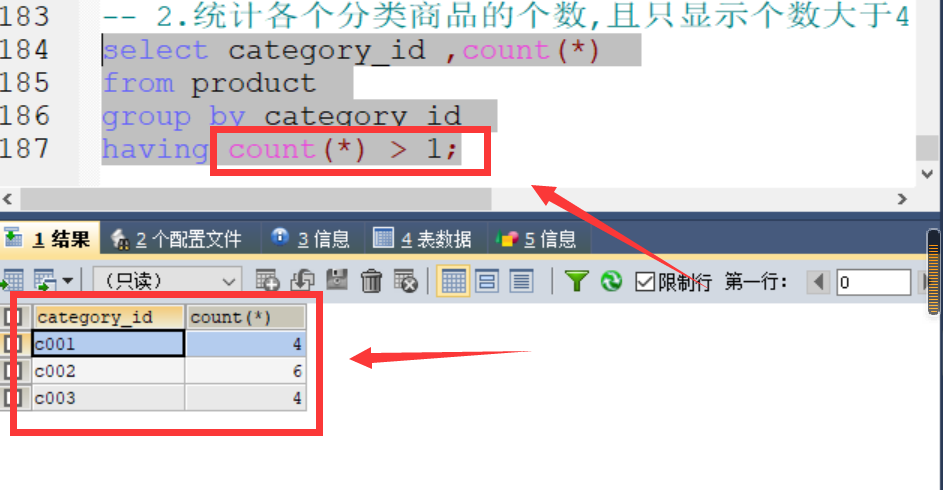 183 -- 2.统计各个分类商品的个数,且只显示个数大于4
184 select category_id ,count(*)
185 from product
186 group by category_id
187 having count(*) > 1;
1 结果 2 个配置文件 3 信息 4 表数据 5 信息
(只读) 限制行 第一行: 0
category_id count(*)
c001 4
c002 6
c003 4